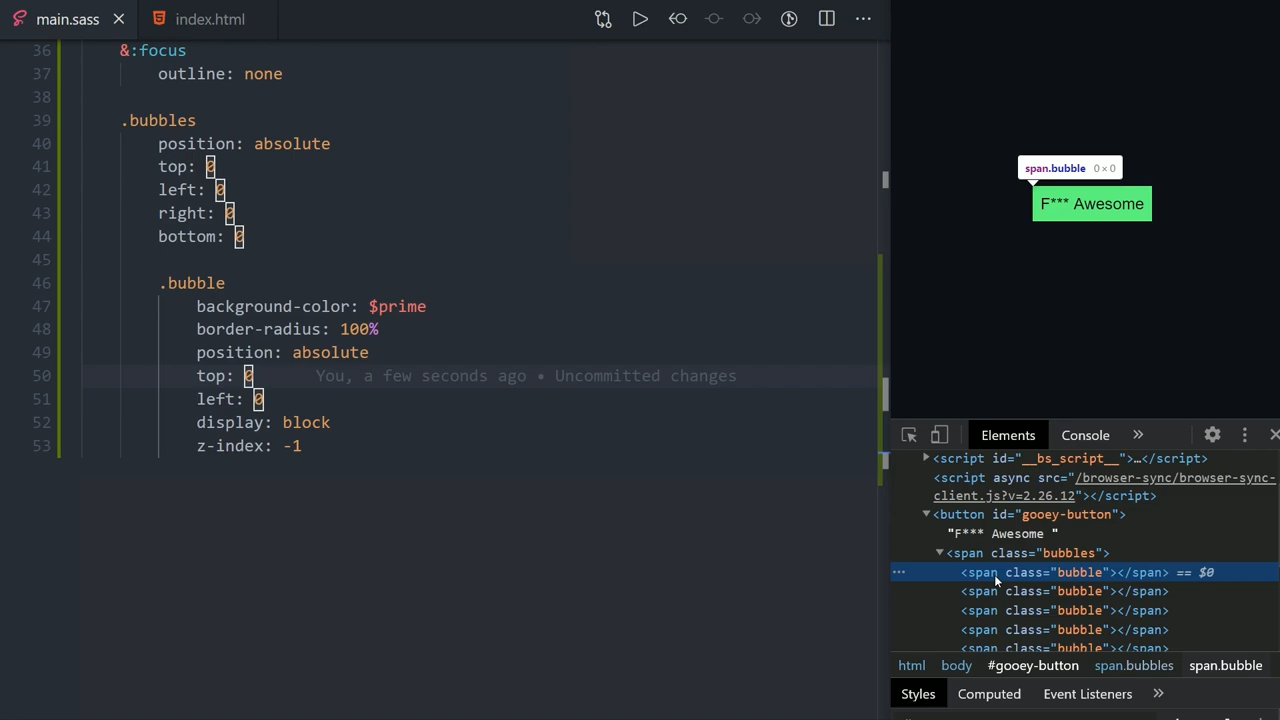 main.sass
index.html
36 &:focus
37 outline: none
38
39 .bubbles
40 position: absolute
41 top: 0
42 left: 0
43 right: 0
44 bottom: 0
45
46 .bubble
47 background-color: $prime
48 border-radius: 100%
49 position: absolute
50 top: 0 You, a few seconds ago • Uncommitted changes
51 left: 0
52 display: block
53 z-index: -1
span.bubble 0 × 0
F*** Awesome
Elements Console »
<script id="__bs_script__">…</script>
<script async src="/browser-sync/browser-sync-
client.js?v=2.26.12"></script>
<button id="gooey-button">
"F*** Awesome "
<span class="bubbles">
<span class="bubble"></span> == $0
<span class="bubble"></span>
<span class="bubble"></span>
<span class="bubble"></span>
<span class="bubble"></span>
html body #gooey-button span.bubbles span.bubble
Styles Computed Event Listeners »